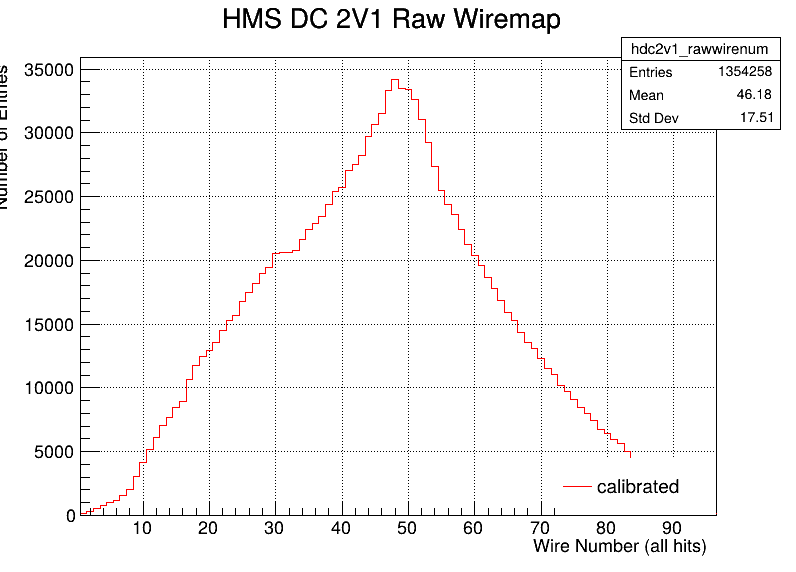 HMS DC 2V1 Raw Wiremap
hdc2v1_rawwirenum
Entries 1354258
Mean 46.18
Std Dev 17.51
Number of Entries
35000
30000
25000
20000
15000
10000
5000
0
10 20 30 40 50 60 70 80 90
Wire Number (all hits)
calibrated